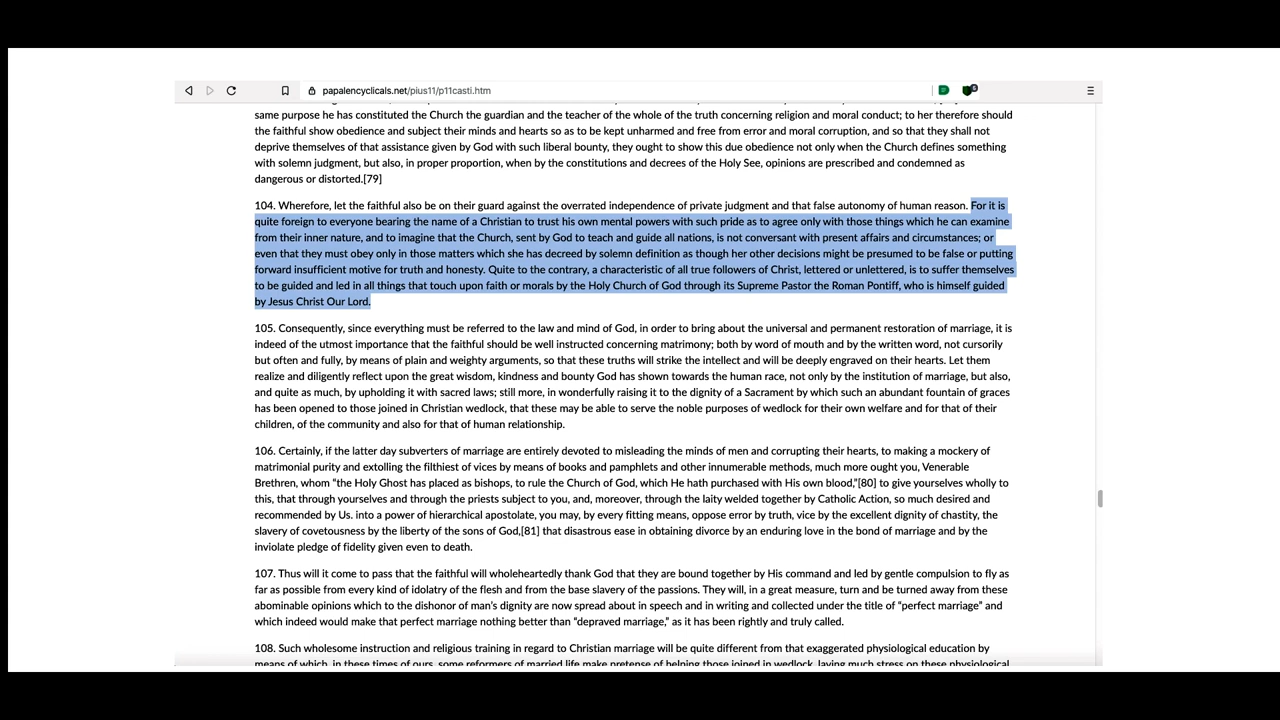 papalencyclicals.net/pius11/p11casti.htm
6
same purpose he has constituted the Church the guardian and the teacher of the whole of the truth concerning religion and moral conduct; to her therefore should
the faithful show obedience and subject their minds and hearts so as to be kept unharmed and free from error and moral corruption, and so that they shall not
deprive themselves of that assistance given by God with such liberal bounty, they ought to show this due obedience not only when the Church defines something
with solemn judgment, but also, in proper proportion, when by the constitutions and decrees of the Holy See, opinions are prescribed and condemned as
dangerous or distorted.[79]
104. Wherefore, let the faithful also be on their guard against the overrated independence of private judgment and that false autonomy of human reason. For it is
quite foreign to everyone bearing the name of a Christian to trust his own mental powers with such pride as to agree only with those things which he can examine
from their inner nature, and to imagine that the Church, sent by God to teach and guide all nations, is not conversant with present affairs and circumstances; or
even that they must obey only in those matters which she has decreed by solemn definition as though her other decisions might be presumed to be false or putting
forward insufficient motive for truth and honesty. Quite to the contrary, a characteristic of all true followers of Christ, lettered or unlettered, is to suffer themselves
to be guided and led in all things that touch upon faith or morals by the Holy Church of God through its Supreme Pastor the Roman Pontiff, who is himself guided
by Jesus Christ Our Lord.
105. Consequently, since everything must be referred to the law and mind of God, in order to bring about the universal and permanent restoration of marriage, it is
indeed of the utmost importance that the faithful should be well instructed concerning matrimony; both by word of mouth and by the written word, not cursorily
but often and fully, by means of plain and weighty arguments, so that these truths will strike the intellect and will be deeply engraved on their hearts. Let them
realize and diligently reflect upon the great wisdom, kindness and bounty God has shown towards the human race, not only by the institution of marriage, but also,
and quite as much, by upholding it with sacred laws; still more, in wonderfully raising it to the dignity of a Sacrament by which such an abundant fountain of graces
has been opened to those joined in Christian wedlock, that these may be able to serve the noble purposes of wedlock for their own welfare and for that of their
children, of the community and also for that of human relationship.
106. Certainly, if the latter day subverters of marriage are entirely devoted to misleading the minds of men and corrupting their hearts, to making a mockery of
matrimonial purity and extolling the filthiest of vices by means of books and pamphlets and other innumerable methods, much more ought you, Venerable
Brethren, whom “the Holy Ghost has placed as bishops, to rule the Church of God, which He hath purchased with His own blood,”[80] to give yourselves wholly to
this, that through yourselves and through the priests subject to you, and, moreover, through the laity welded together by Catholic Action, so much desired and
recommended by Us. into a power of hierarchical apostolate, you may, by every fitting means, oppose error by truth, vice by the excellent dignity of chastity, the
slavery of covetousness by the liberty of the sons of God,[81] that disastrous ease in obtaining divorce by an enduring love in the bond of marriage and by the
inviolate pledge of fidelity given even to death.
107. Thus will it come to pass that the faithful will wholeheartedly thank God that they are bound together by His command and led by gentle compulsion to fly as
far as possible from every kind of idolatry of the flesh and from the base slavery of the passions. They will, in a great measure, turn and be turned away from these
abominable opinions which to the dishonor of man’s dignity are now spread about in speech and in writing and collected under the title of “perfect marriage” and
which indeed would make that perfect marriage nothing better than “depraved marriage,” as it has been rightly and truly called.
108. Such wholesome instruction and religious training in regard to Christian marriage will be quite different from that exaggerated physiological education by
means of which, in these times of ours, some reformers of married life make pretense of helping those joined in wedlock, laying much stress on these physiological